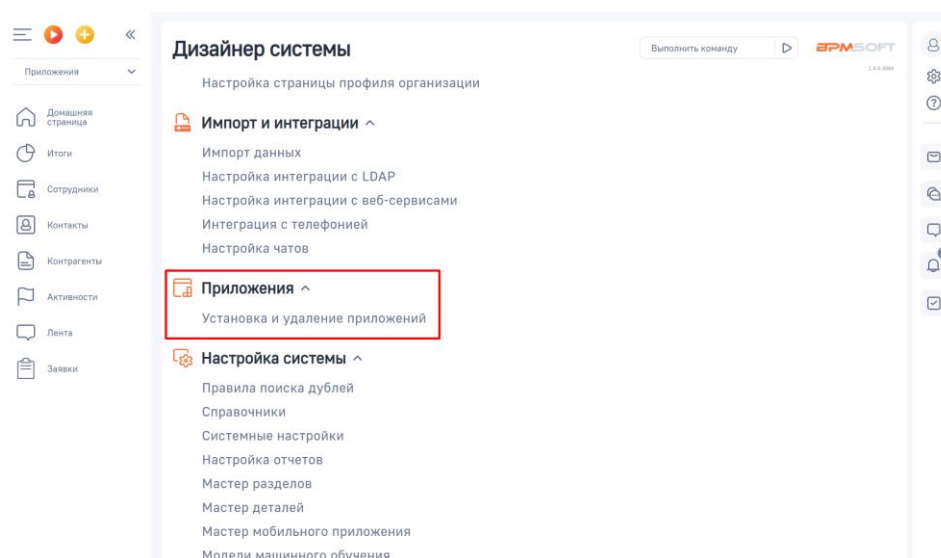 Приложения
Домашняя
страница
Итоги
Сотрудники
Контакты
Контрагенты
Активности
Лента
Заявки
Дизайнер системы
Выполнить команду
BPMSOFT
Настройка страницы профиля организации
Импорт и интеграции
Импорт данных
Настройка интеграции с LDAP
Настройка интеграции с веб-сервисами
Интеграция с телефонией
Настройка чатов
Приложения
Установка и удаление приложений
Настройка системы
Правила поиска дублей
Справочники
Системные настройки
Настройка отчетов
Мастер разделов
Мастер деталей
Мастер мобильного приложения
Модели машинного обучения